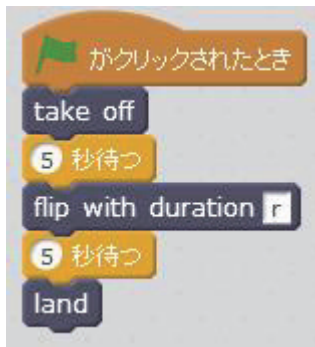 がクリックされたとき
take off
5 秒待つ
flip with duration r
5 秒待つ
land